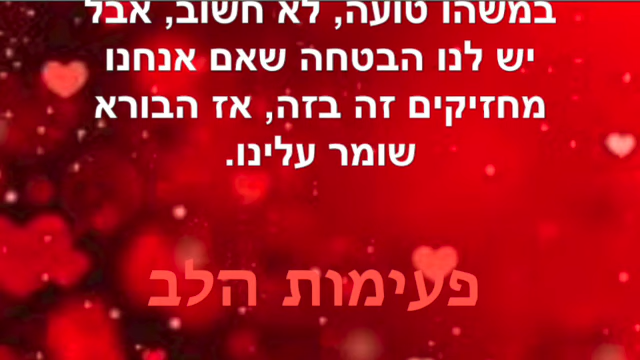 במשהו טועה, לא חשוב, אבל
יש לנו הבטחה שאם אנחנו
מחזיקים זה בזה, אז הבורא
שומר עלינו.
פעימות הלב